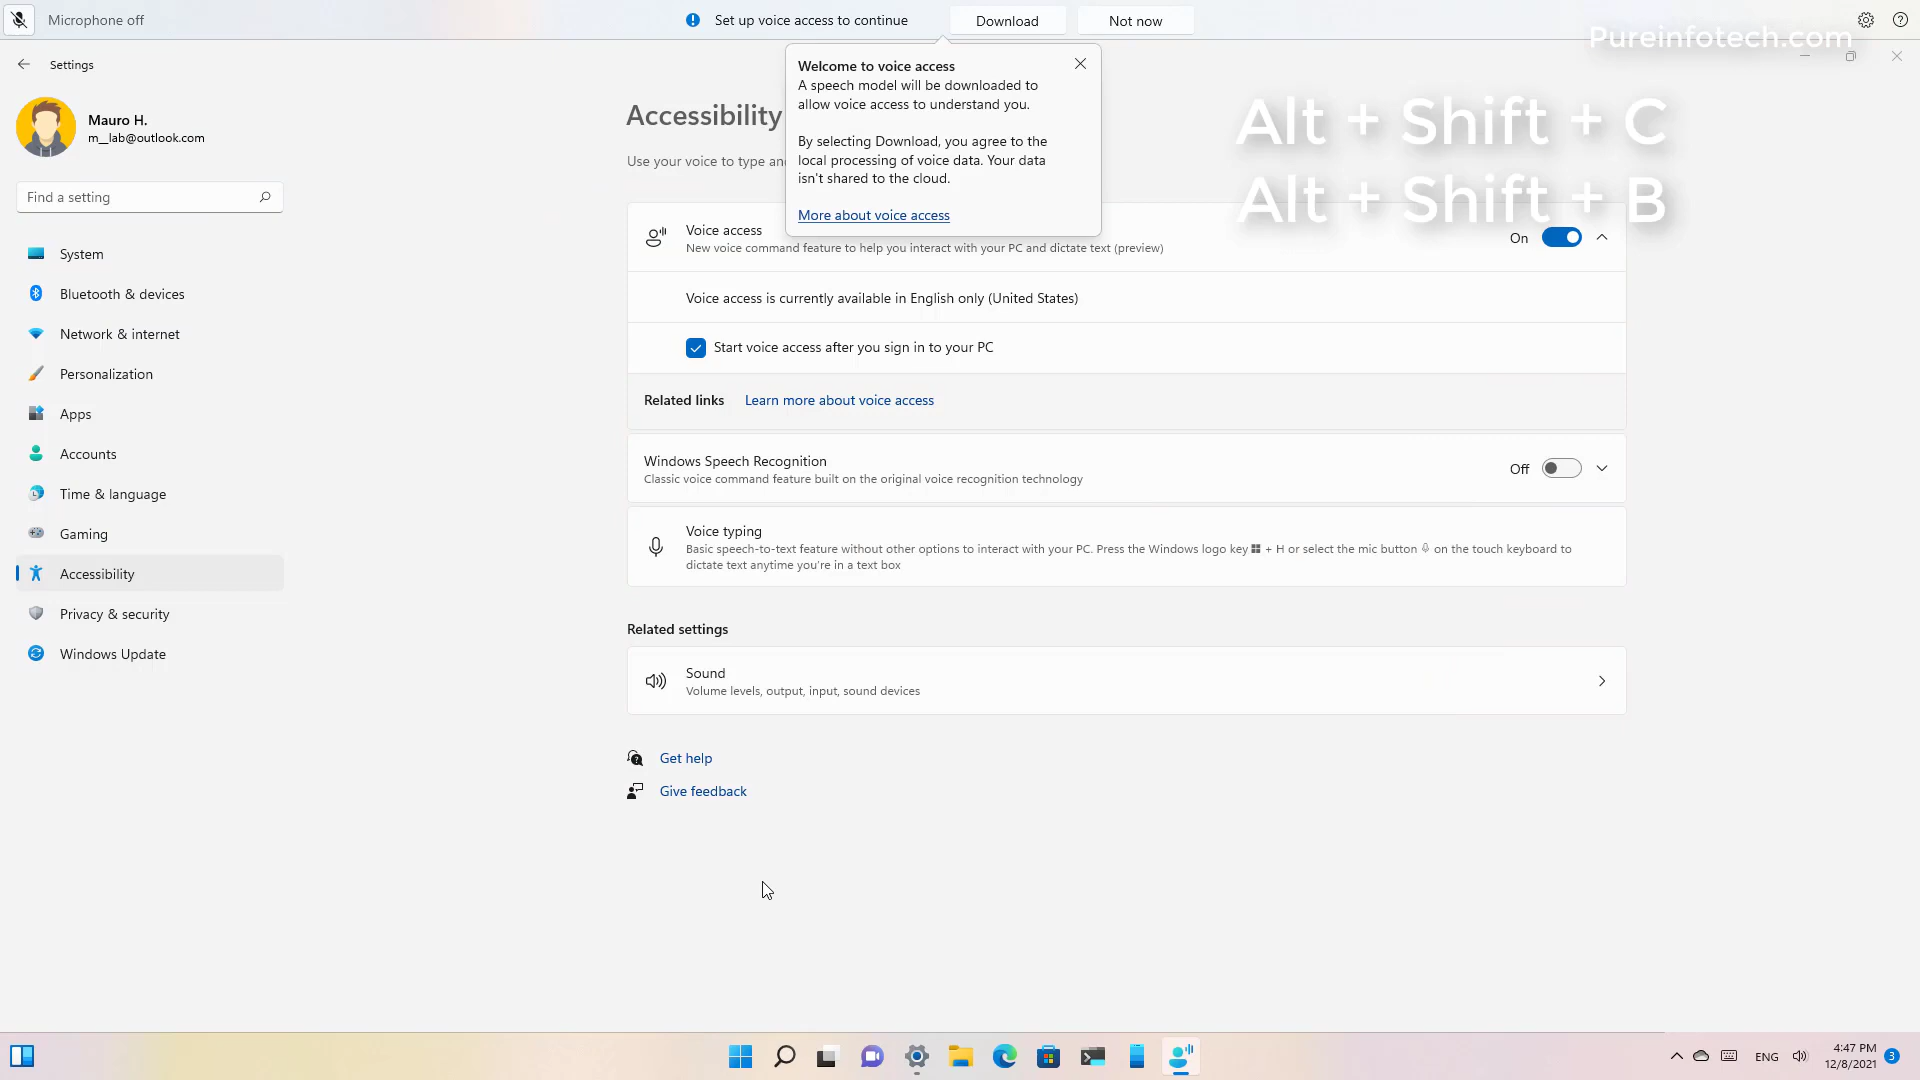 Microphone off
Set up voice access to continue
Download
Not now
Pureinfotech.com
Settings
Welcome to voice access
A speech model will be downloaded to
allow voice access to understand you.
By selecting Download, you agree to the
local processing of voice data. Your data
isn't shared to the cloud.
More about voice access
Alt + Shift + C
Alt + Shift + B
Mauro H.
m__lab@outlook.com
Find a setting
System
Bluetooth & devices
Network & internet
Personalization
Apps
Accounts
Time & language
Gaming
Accessibility
Privacy & security
Windows Update
Accessibility
Use your voice to type
Voice access
New voice command feature to help you interact with your PC and dictate text (preview)
On
Voice access is currently available in English only (United States)
Start voice access after you sign in to your PC
Related links
Learn more about voice access
Windows Speech Recognition
Classic voice command feature built on the original voice recognition technology
Off
Voice typing
Basic speech-to-text feature without other options to interact with your PC. Press the Windows logo key + H or select the mic button on the touch keyboard to
dictate text anytime you're in a text box
Related settings
Sound
Volume levels, output, input, sound devices
Get help
Give feedback
ENG
4:47 PM
12/8/2021
3